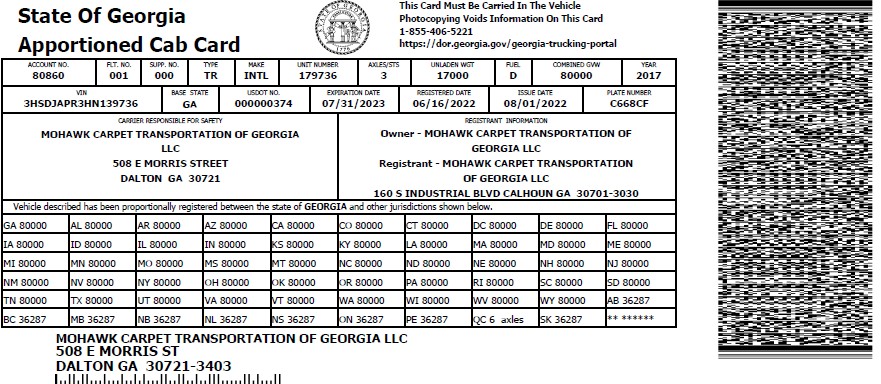 State Of Georgia
Apportioned Cab Card
This Card Must Be Carried In The Vehicle
Photocopying Voids Information On This Card
1-855-406-5221
https://dor.georgia.gov/georgia-trucking-portal
ACCOUNT NO. FLT. NO. SUPP. NO. TYPE MAKE UNIT NUMBER AXLES/STS UNLADEN WGT FUEL COMBINED GVW YEAR
80860 001 000 TR INTL 179736 3 17000 D 80000 2017
VIN BASE STATE USDOT NO. EXPIRATION DATE REGISTERED DATE ISSUE DATE PLATE NUMBER
3HSDJAPR3HN139736 GA 000000374 07/31/2023 06/16/2022 08/01/2022 C668CF
CARRIER RESPONSIBLE FOR SAFETY
MOHAWK CARPET TRANSPORTATION OF GEORGIA
LLC
508 E MORRIS STREET
DALTON GA 30721
REGISTRANT INFORMATION
Owner - MOHAWK CARPET TRANSPORTATION OF
GEORGIA LLC
Registrant - MOHAWK CARPET TRANSPORTATION
OF GEORGIA LLC
160 S INDUSTRIAL BLVD CALHOUN GA 30701-3030
Vehicle described has been proportionally registered between the state of GEORGIA and other jurisdictions shown below.
GA 80000 AL 80000 AR 80000 AZ 80000 CA 80000 CO 80000 CT 80000 DC 80000 DE 80000 FL 80000
IA 80000 ID 80000 IL 80000 IN 80000 KS 80000 KY 80000 LA 80000 MA 80000 MD 80000 ME 80000
MI 80000 MN 80000 MO 80000 MS 80000 MT 80000 NC 80000 ND 80000 NE 80000 NH 80000 NJ 80000
NM 80000 NV 80000 NY 80000 OH 80000 OK 80000 OR 80000 PA 80000 RI 80000 SC 80000 SD 80000
TN 80000 TX 80000 UT 80000 VA 80000 VT 80000 WA 80000 WI 80000 WV 80000 WY 80000 AB 36287
BC 36287 MB 36287 NB 36287 NL 36287 NS 36287 ON 36287 PE 36287 QC 6 axles SK 36287 ** ******
MOHAWK CARPET TRANSPORTATION OF GEORGIA LLC
508 E MORRIS ST
DALTON GA 30721-3403